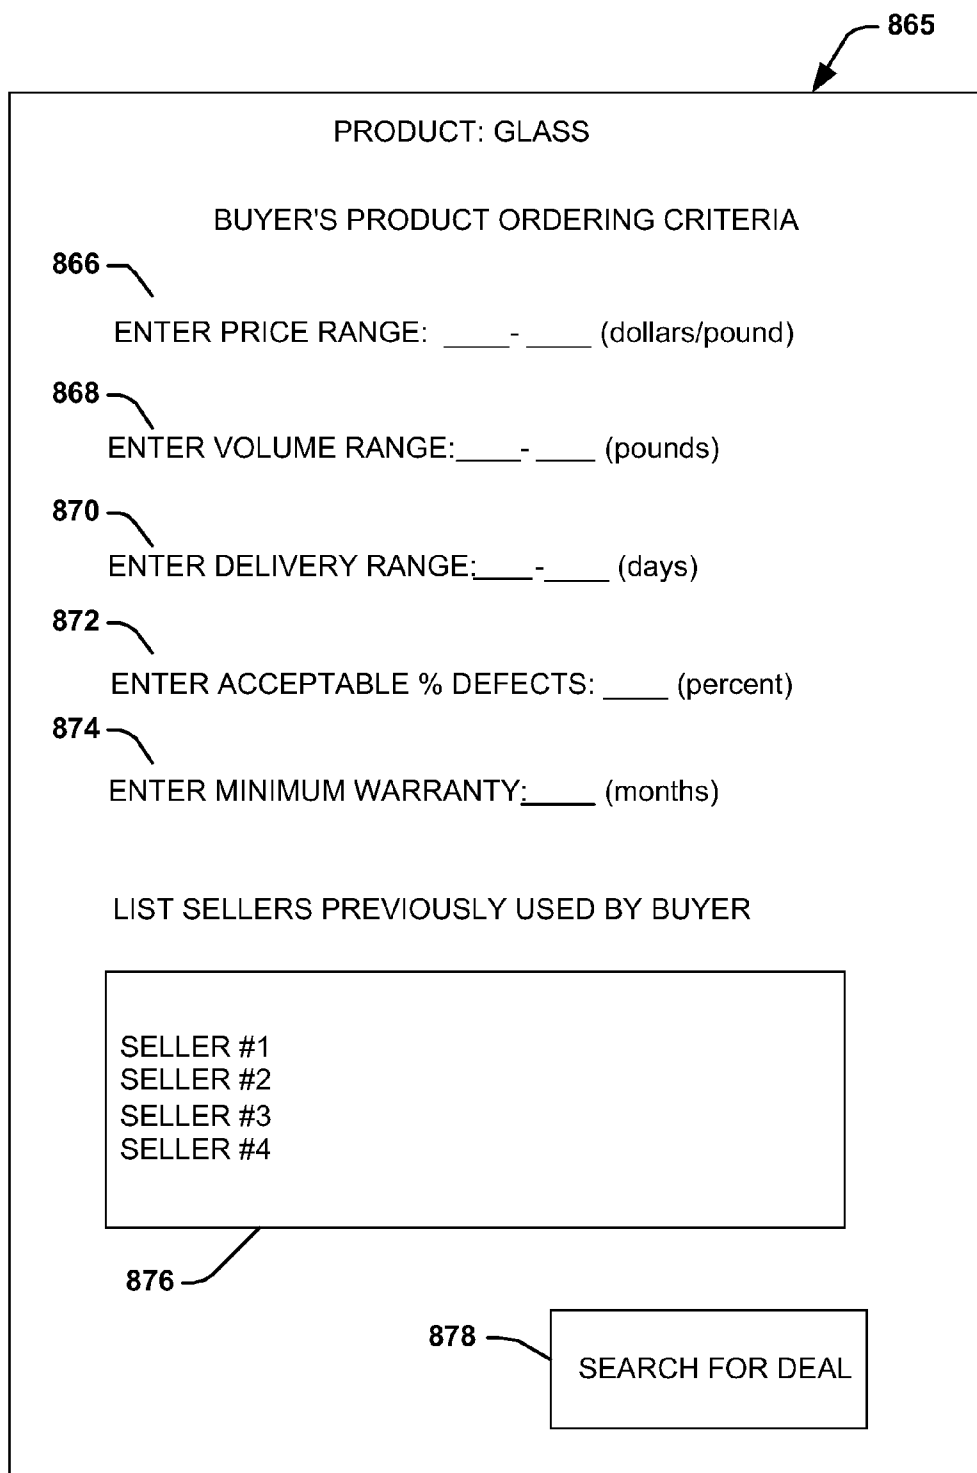 865
PRODUCT: GLASS
BUYER'S PRODUCT ORDERING CRITERIA
866
ENTER PRICE RANGE: ____- ____ (dollars/pound)
868
ENTER VOLUME RANGE:____- ____ (pounds)
870
ENTER DELIVERY RANGE:____-____ (days)
872
ENTER ACCEPTABLE % DEFECTS: ____ (percent)
874
ENTER MINIMUM WARRANTY:____ (months)
LIST SELLERS PREVIOUSLY USED BY BUYER
SELLER #1
SELLER #2
SELLER #3
SELLER #4
876
878
SEARCH FOR DEAL